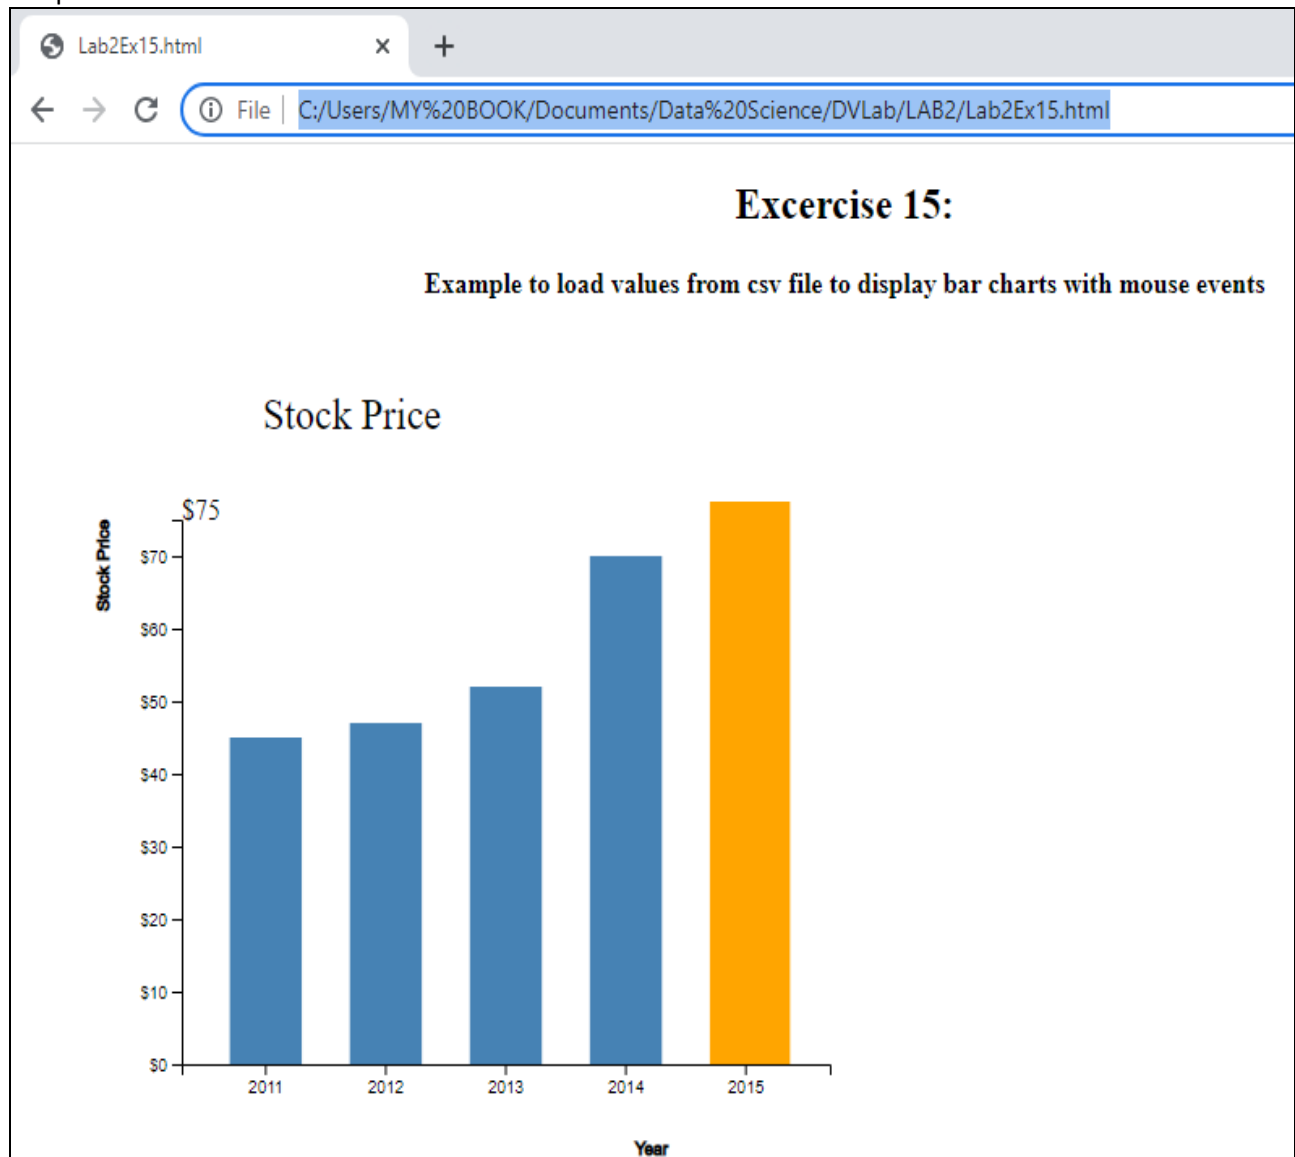 Lab2Ex15.html
File
C:/Users/MY%20BOOK/Documents/Data%20Science/DVLab/LAB2/Lab2Ex15.html
Excercise 15:
Example to load values from csv file to display bar charts with mouse events
Stock Price
$75
Stock Price
$70
$60
$50
$40
$30
$20
$10
$0
2011 2012 2013 2014 2015
Year